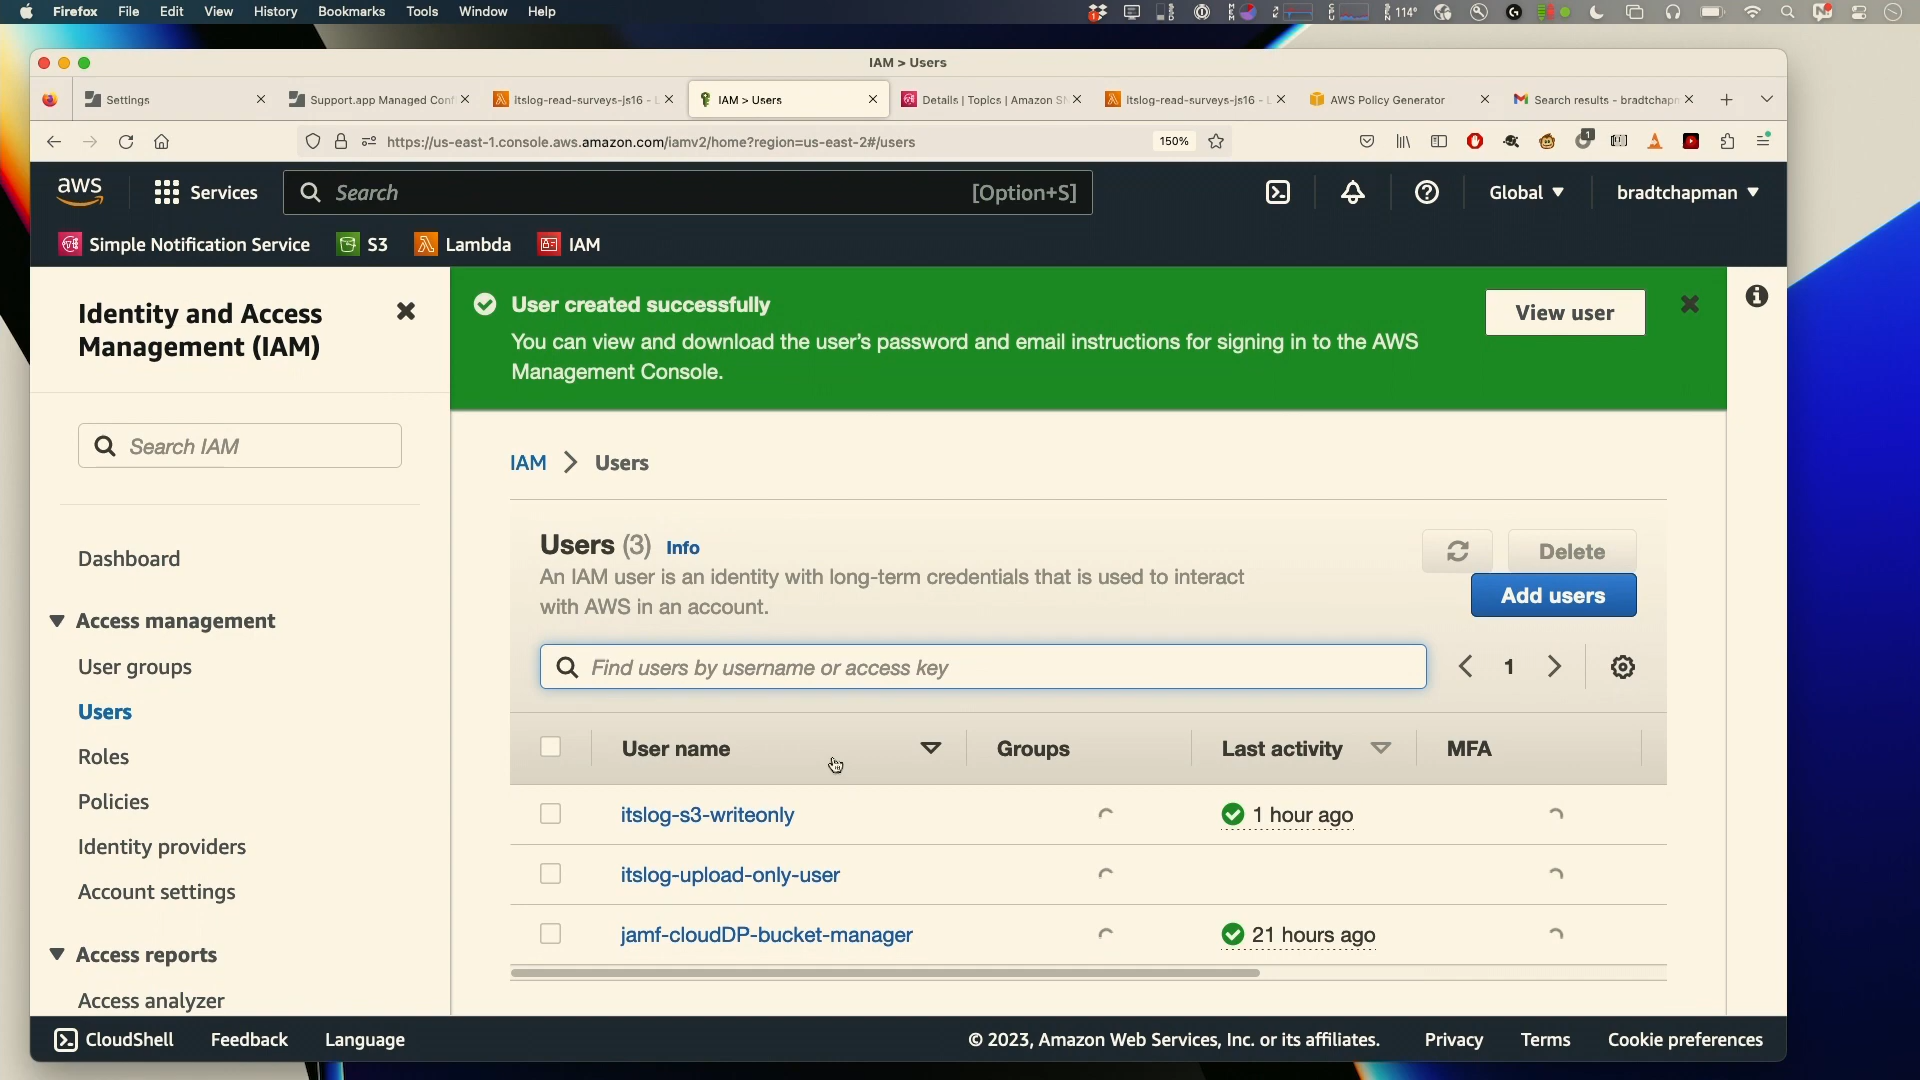 Firefox File Edit View History Bookmarks Tools Window Help
114°
IAM > Users
Settings
Support.app Managed Conf
itslog-read-surveys-js16 - L
IAM > Users
Details | Topics | Amazon SN
itslog-read-surveys-js16 - L
AWS Policy Generator
Search results - bradtchapm
https://us-east-1.console.aws.amazon.com/iamv2/home?region=us-east-2#/users
150%
1
aws
Services
Search
[Option+S]
Global
bradtchapman
Simple Notification Service
S3
Lambda
IAM
Identity and Access
Management (IAM)
Search IAM
Dashboard
Access management
User groups
Users
Roles
Policies
Identity providers
Account settings
Access reports
Access analyzer
User created successfully
You can view and download the user's password and email instructions for signing in to the AWS
Management Console.
View user
IAM > Users
Users (3) Info
An IAM user is an identity with long-term credentials that is used to interact
with AWS in an account.
Delete
Add users
Find users by username or access key
1
User name Groups Last activity MFA
itslog-s3-writeonly 1 hour ago
itslog-upload-only-user
jamf-cloudDP-bucket-manager 21 hours ago
CloudShell Feedback Language
© 2023, Amazon Web Services, Inc. or its affiliates. Privacy Terms Cookie preferences